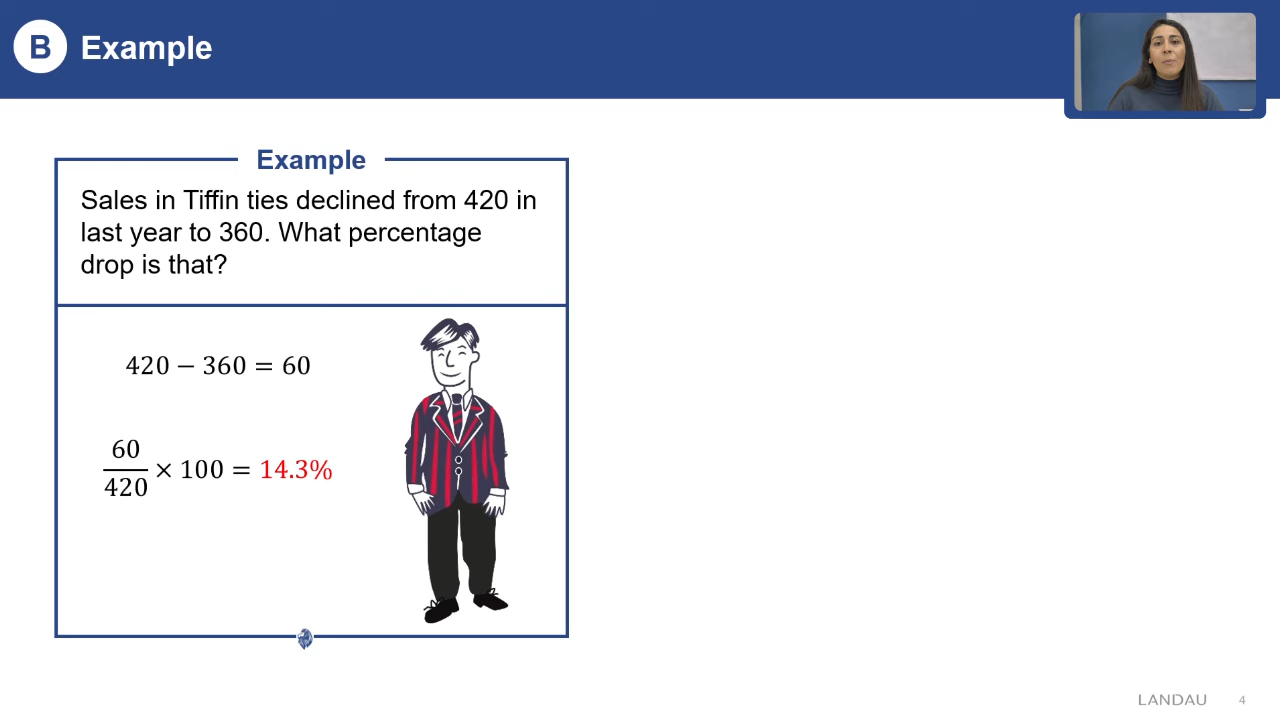 B Example
Example
Sales in Tiffin ties declined from 420 in
last year to 360. What percentage
drop is that?
420 − 360 = 60
60
420
× 100 = 14.3%
LANDAU 4